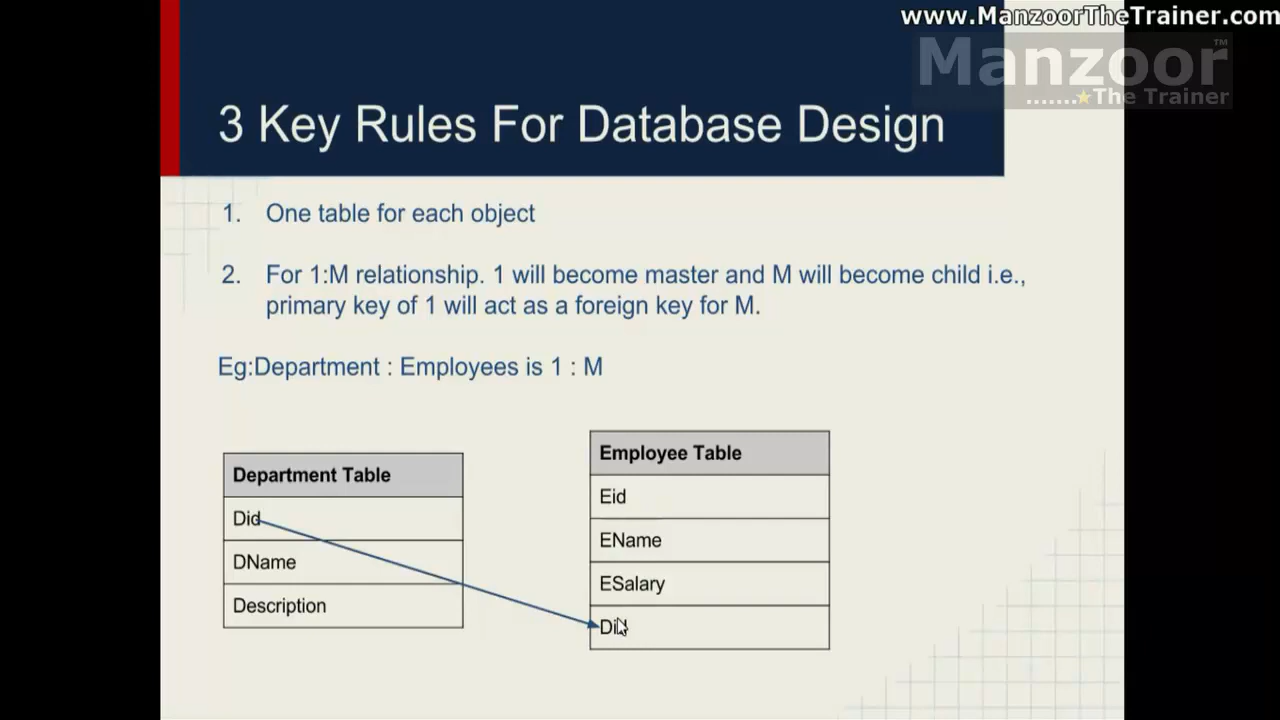 www.ManzoorTheTrainer.com
Manzoor™
.......The Trainer
3 Key Rules For Database Design
1. One table for each object
2. For 1:M relationship. 1 will become master and M will become child i.e.,
primary key of 1 will act as a foreign key for M.
Eg:Department : Employees is 1 : M
Department Table
Did
DName
Description
Employee Table
Eid
EName
ESalary
Did